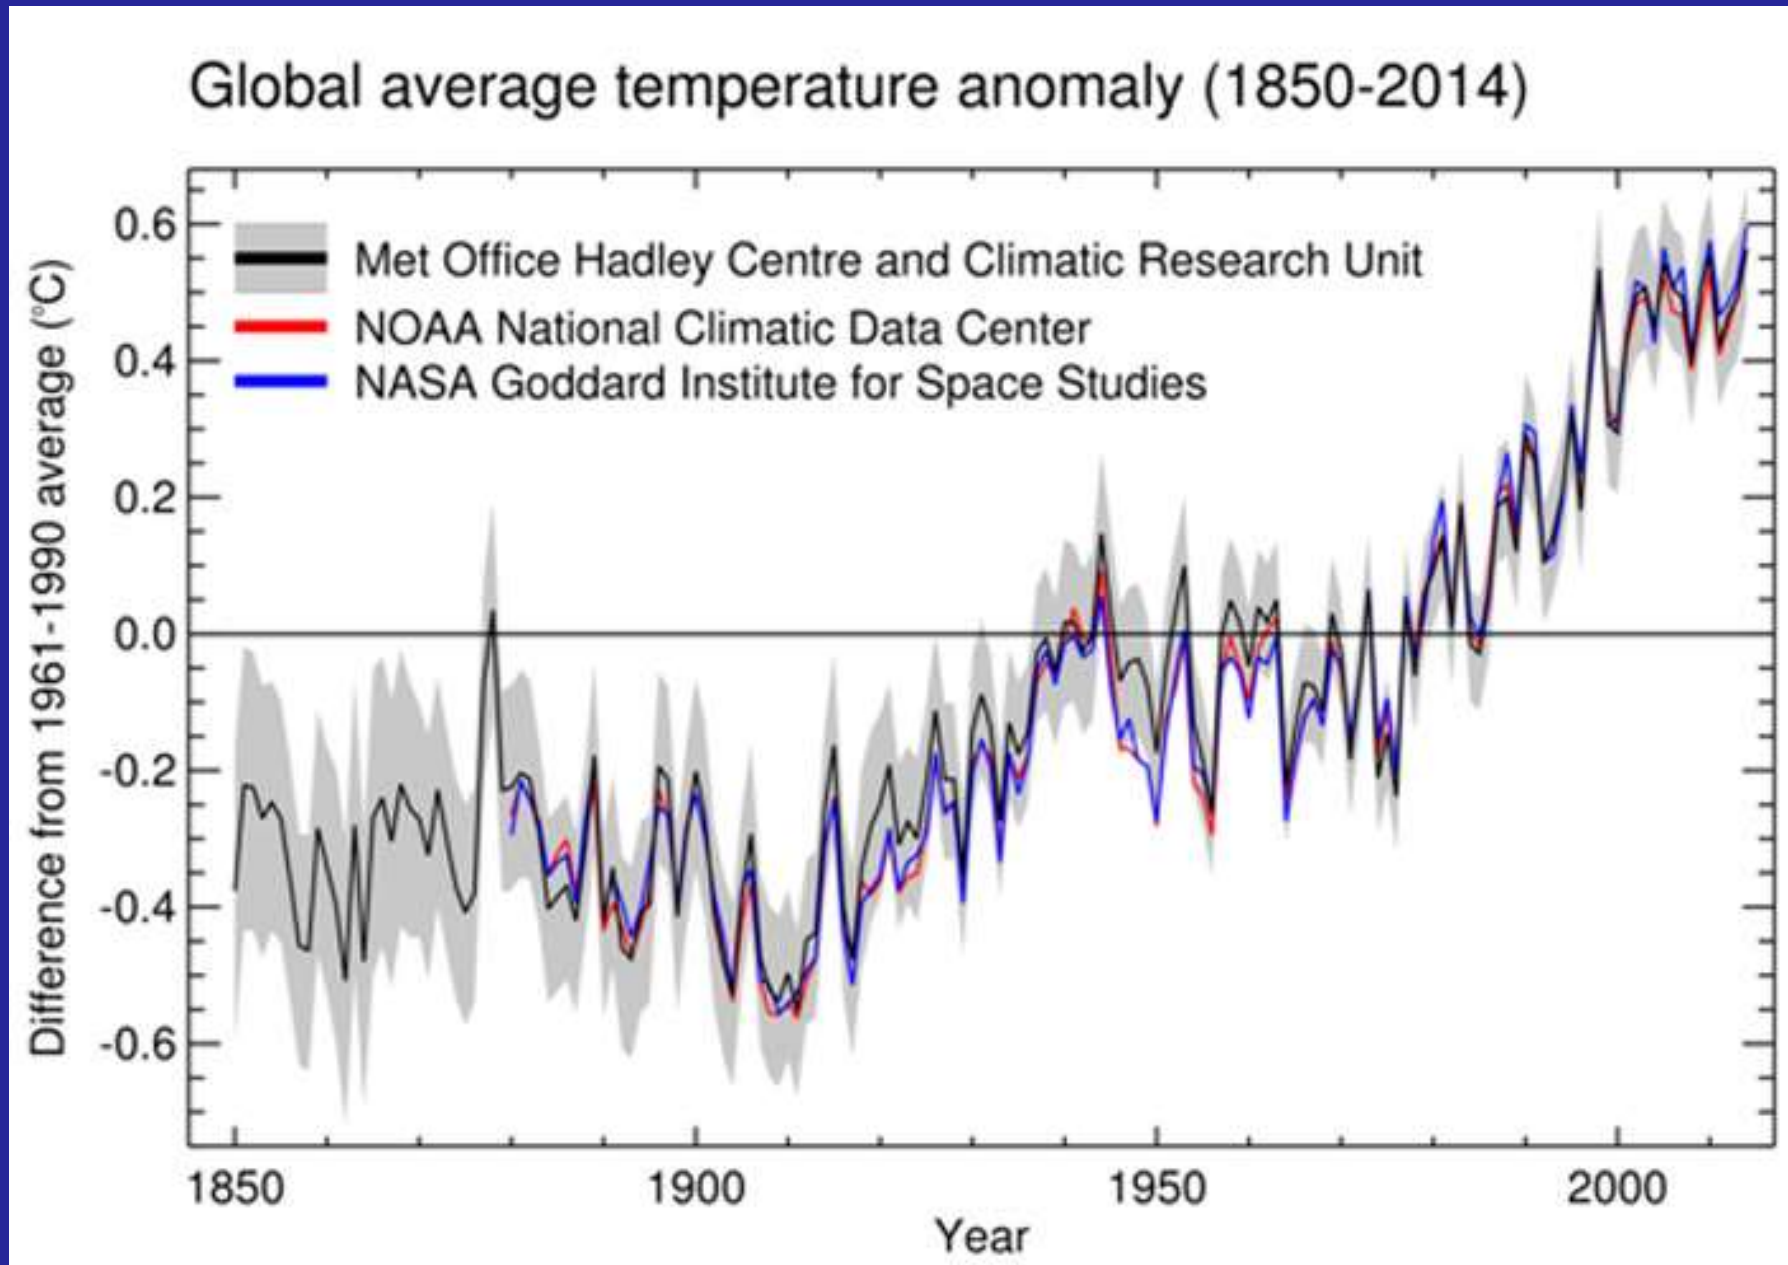 Global average temperature anomaly (1850-2014)
Difference from 1961-1990 average (°C)
0.6
0.4
0.2
0.0
-0.2
-0.4
-0.6
Met Office Hadley Centre and Climatic Research Unit
NOAA National Climatic Data Center
NASA Goddard Institute for Space Studies
1850 1900 1950 2000
Year